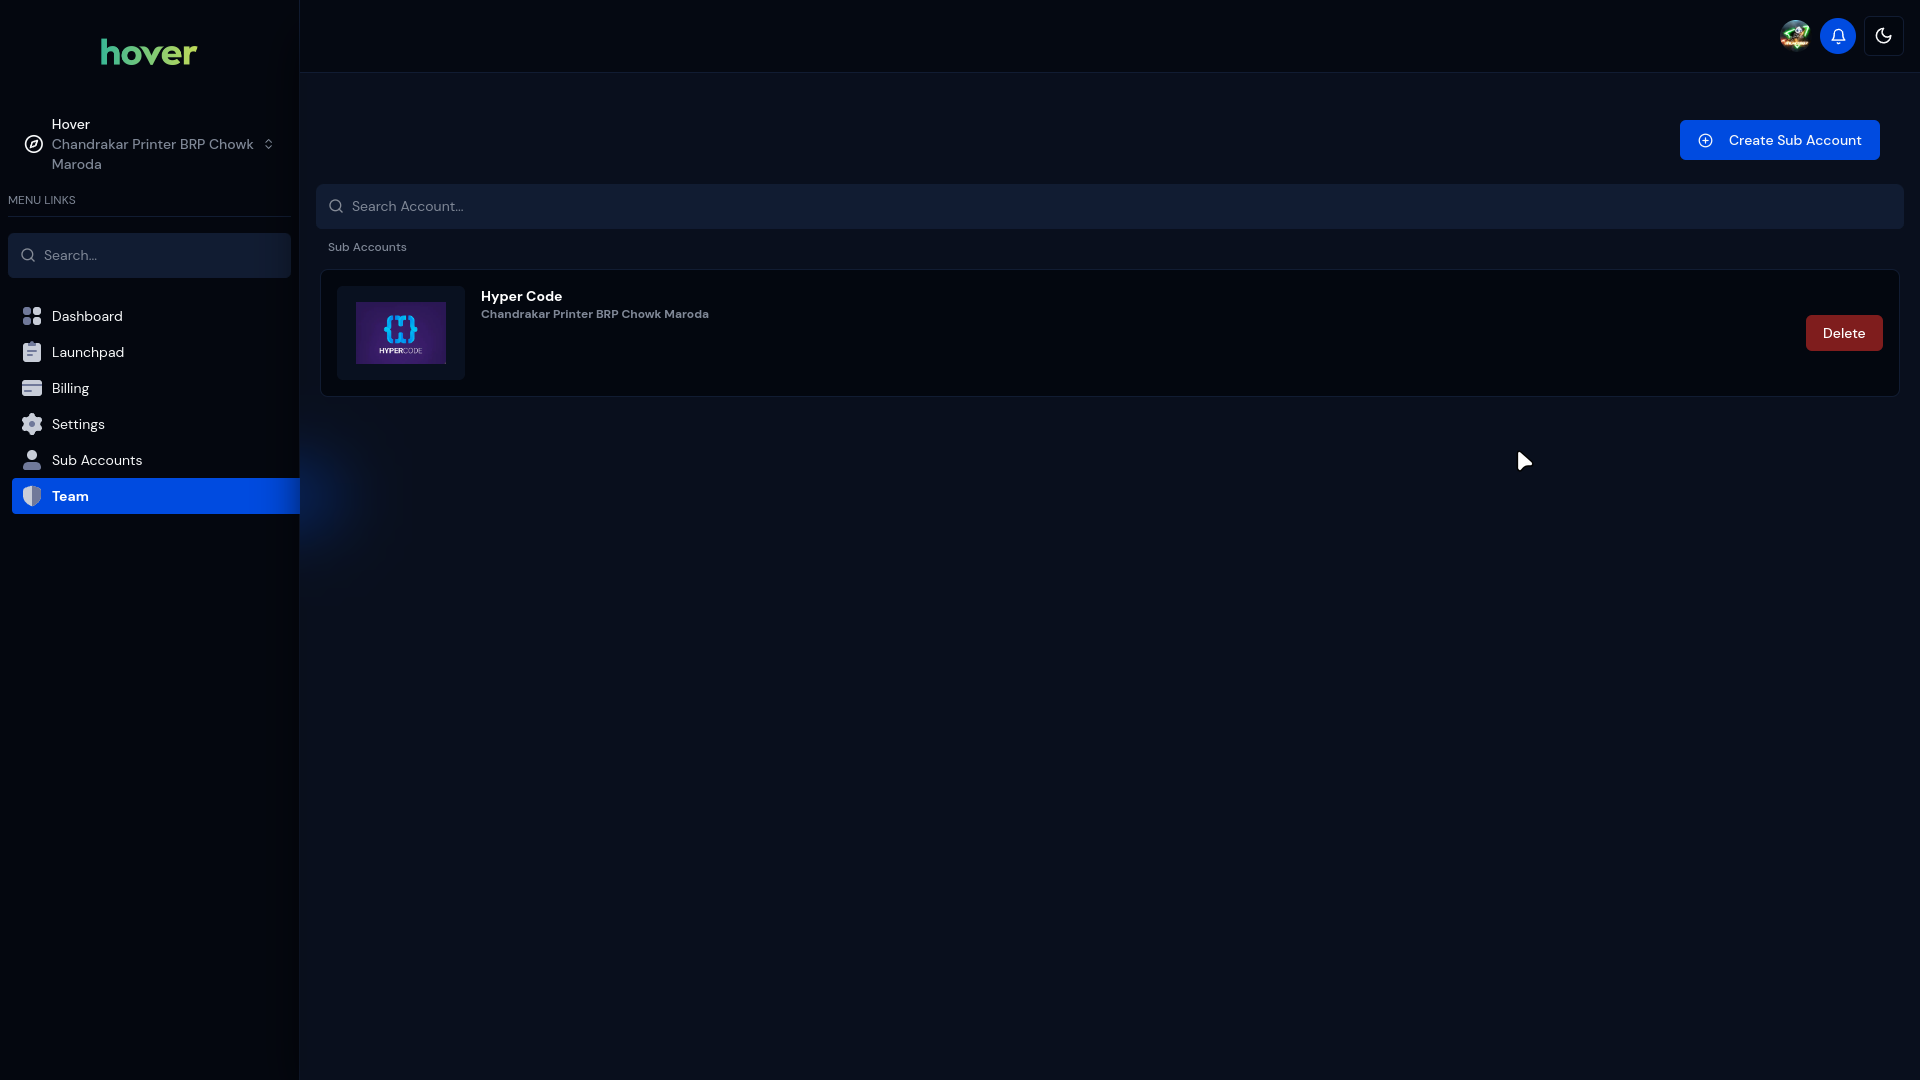 hover
Hover
Chandrakar Printer BRP Chowk
Maroda
MENU LINKS
Search...
Dashboard
Launchpad
Billing
Settings
Sub Accounts
Team
Create Sub Account
Search Account...
Sub Accounts
HYPERCODE
Hyper Code
Chandrakar Printer BRP Chowk Maroda
Delete